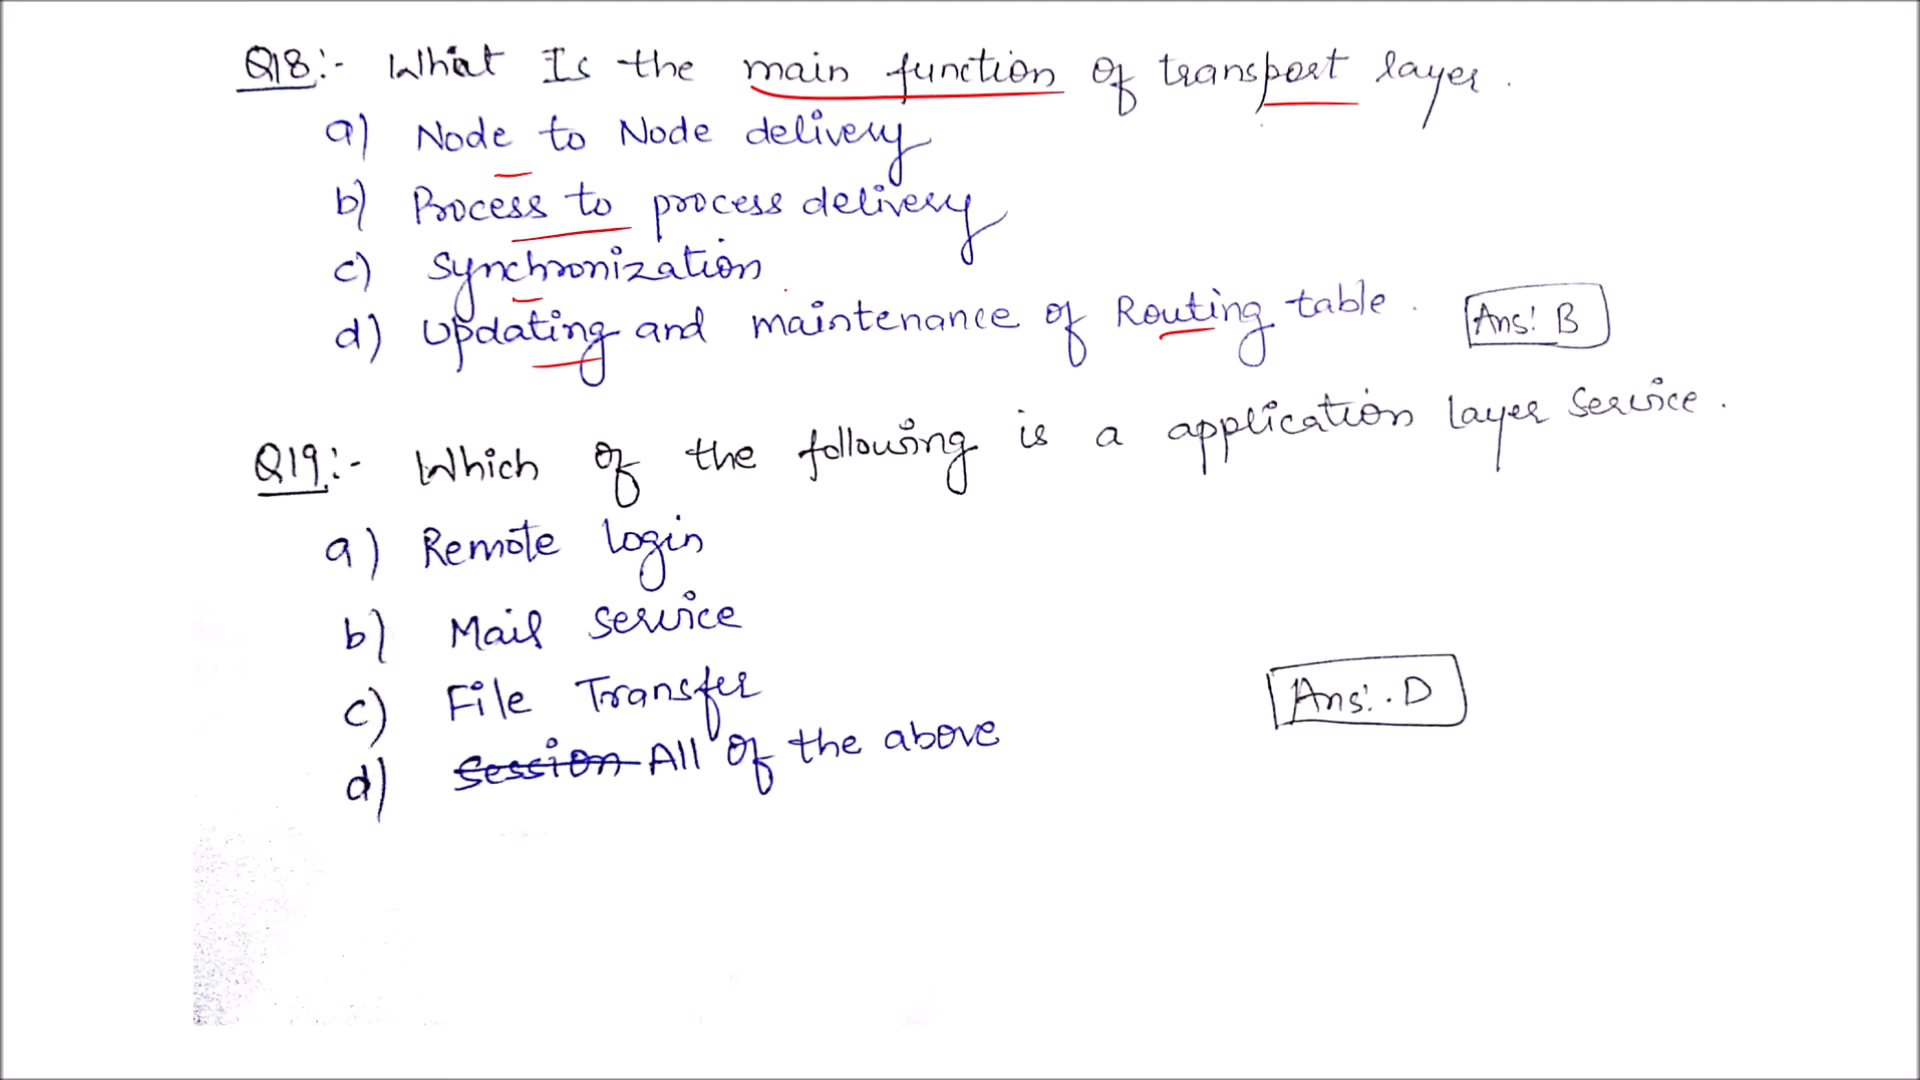 Q18:- What Is the main function of transport layer.
a) Node to Node delivery
b) Process to process delivery
c) Synchronization
d) Updating and maintenance of Routing table. Ans: B
Q19:- Which of the following is a application layer service.
a) Remote login
b) Mail service
c) File Transfer
Ans:. D
d) Session All of the above